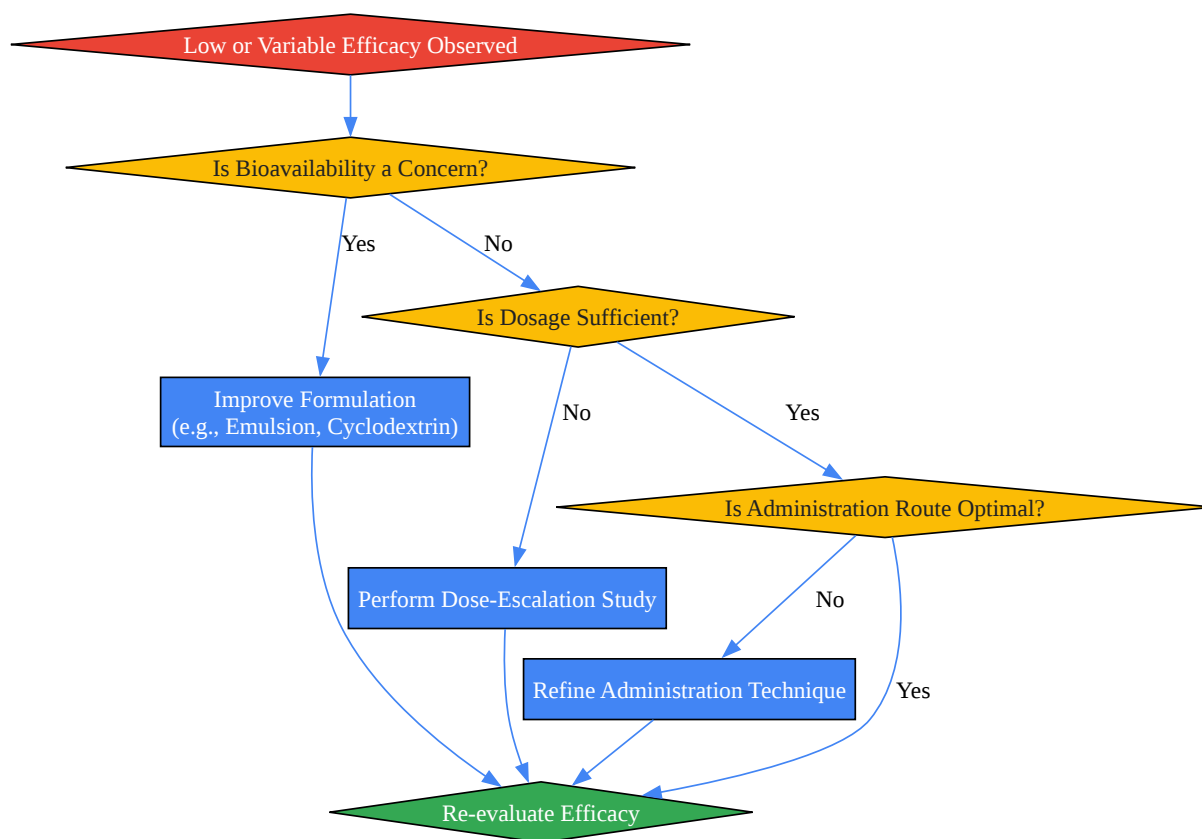 Low or Variable Efficacy Observed
Is Bioavailability a Concern?
Yes
No
Is Dosage Sufficient?
Improve Formulation
(e.g., Emulsion, Cyclodextrin)
No
Yes
Is Administration Route Optimal?
Perform Dose-Escalation Study
No
Refine Administration Technique
Yes
Re-evaluate Efficacy